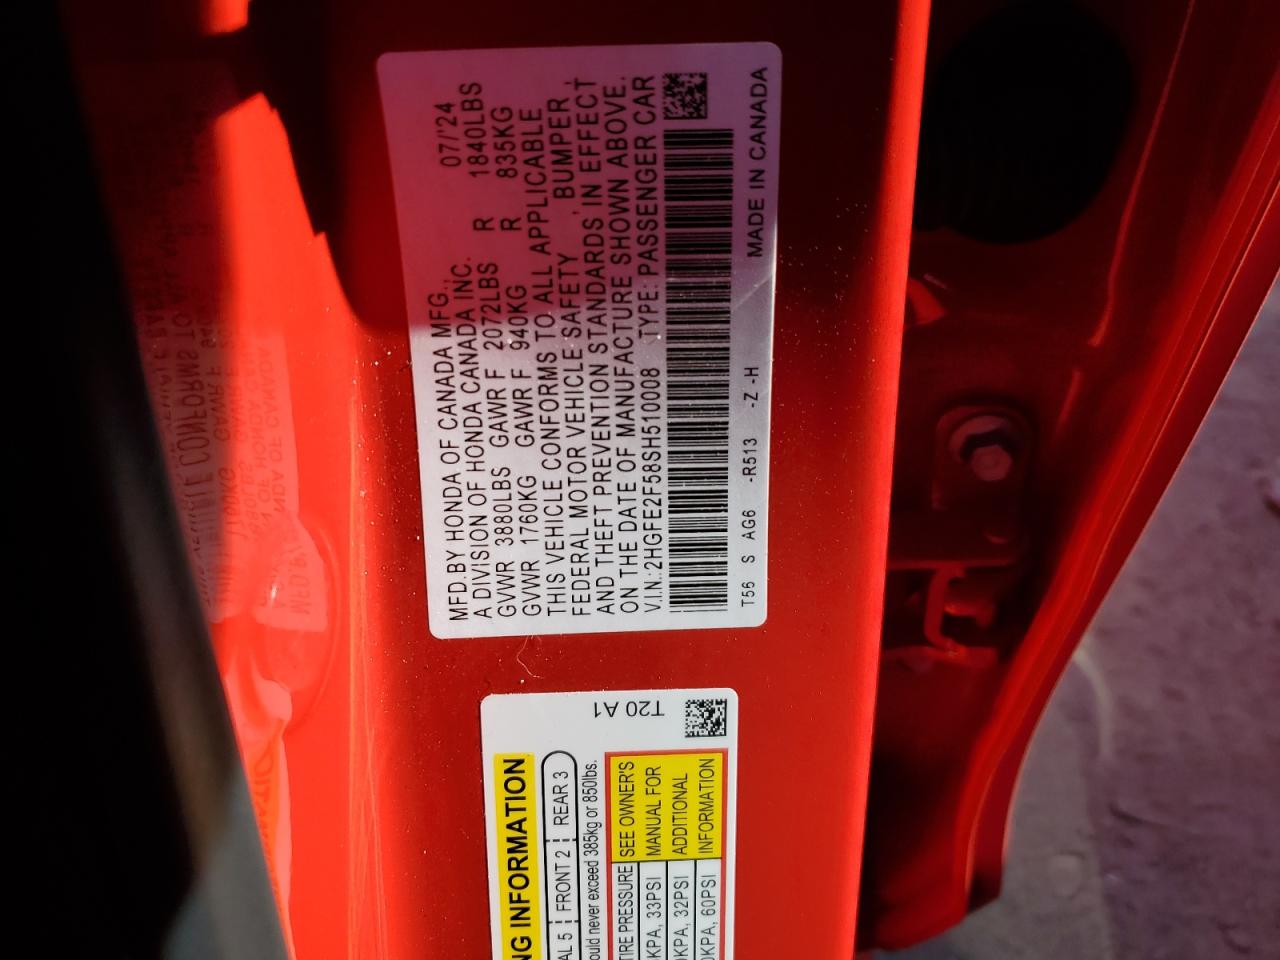 MFD.BY HONDA OF CANADA MFG., 07/'24
A DIVISION OF HONDA CANADA INC.
GVWR 3880LBS GAWR F 2072LBS R 1840LBS
GVWR 1760KG GAWR F 940KG R 835KG
THIS VEHICLE CONFORMS TO ALL APPLICABLE
FEDERAL MOTOR VEHICLE SAFETY, BUMPER,
AND THEFT PREVENTION STANDARDS IN EFFECT
ON THE DATE OF MANUFACTURE SHOWN ABOVE.
V.I.N.:2HGFE2F58SH510008 TYPE: PASSENGER CAR
T56 S AG6 -R513 -Z -H MADE IN CANADA
T20 A1
NG INFORMATION
AL 5 FRONT 2 REAR 3
ould never exceed 385kg or 850lbs.
TIRE PRESSURE SEE OWNER'S
0KPA, 33PSI MANUAL FOR
0KPA, 32PSI ADDITIONAL
0KPA, 60PSI INFORMATION